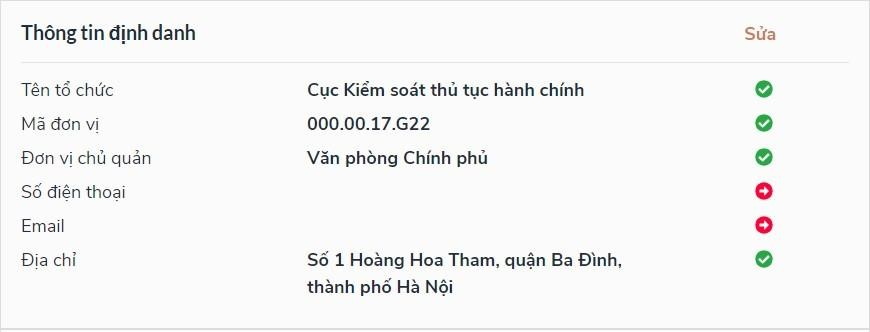 Thông tin định danh Sửa
Tên tổ chức Cục Kiểm soát thủ tục hành chính
Mã đơn vị 000.00.17.G22
Đơn vị chủ quản Văn phòng Chính phủ
Số điện thoại
Email
Địa chỉ Số 1 Hoàng Hoa Tham, quận Ba Đình,
thành phố Hà Nội